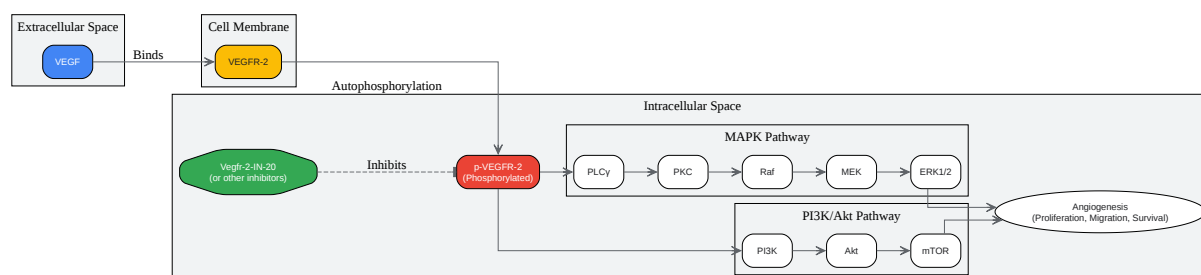 Extracellular Space
Cell Membrane
VEGF
Binds
VEGFR-2
Autophosphorylation
Intracellular Space
MAPK Pathway
Vegfr-2-IN-20
(or other inhibitors)
Inhibits
p-VEGFR-2
(Phosphorylated)
PLCγ
PKC
Raf
MEK
ERK1/2
Angiogenesis
(Proliferation, Migration, Survival)
PI3K/Akt Pathway
PI3K
Akt
mTOR